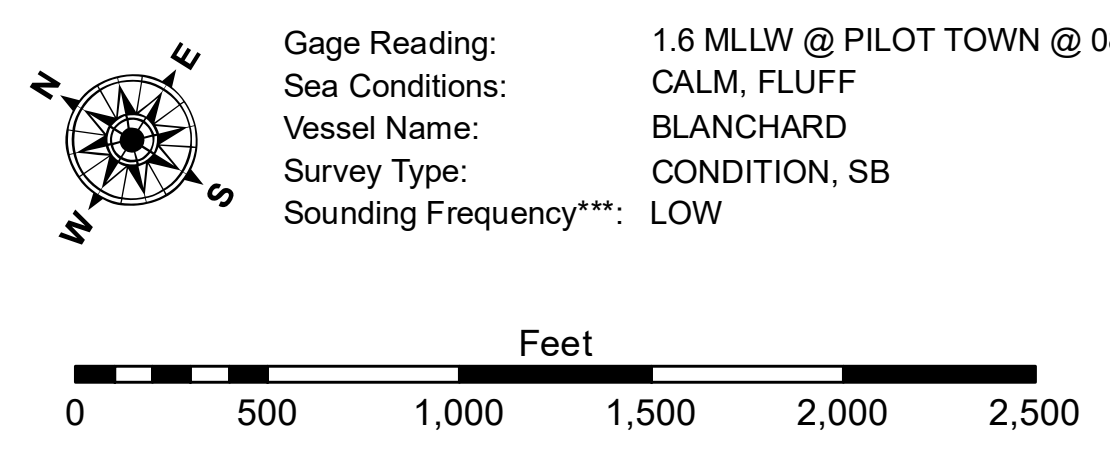 N
E
S
W
Gage Reading: 1.6 MLLW @ PILOT TOWN @
Sea Conditions: CALM, FLUFF
Vessel Name: BLANCHARD
Survey Type: CONDITION, SB
Sounding Frequency***: LOW
Feet
0 500 1,000 1,500 2,000 2,500